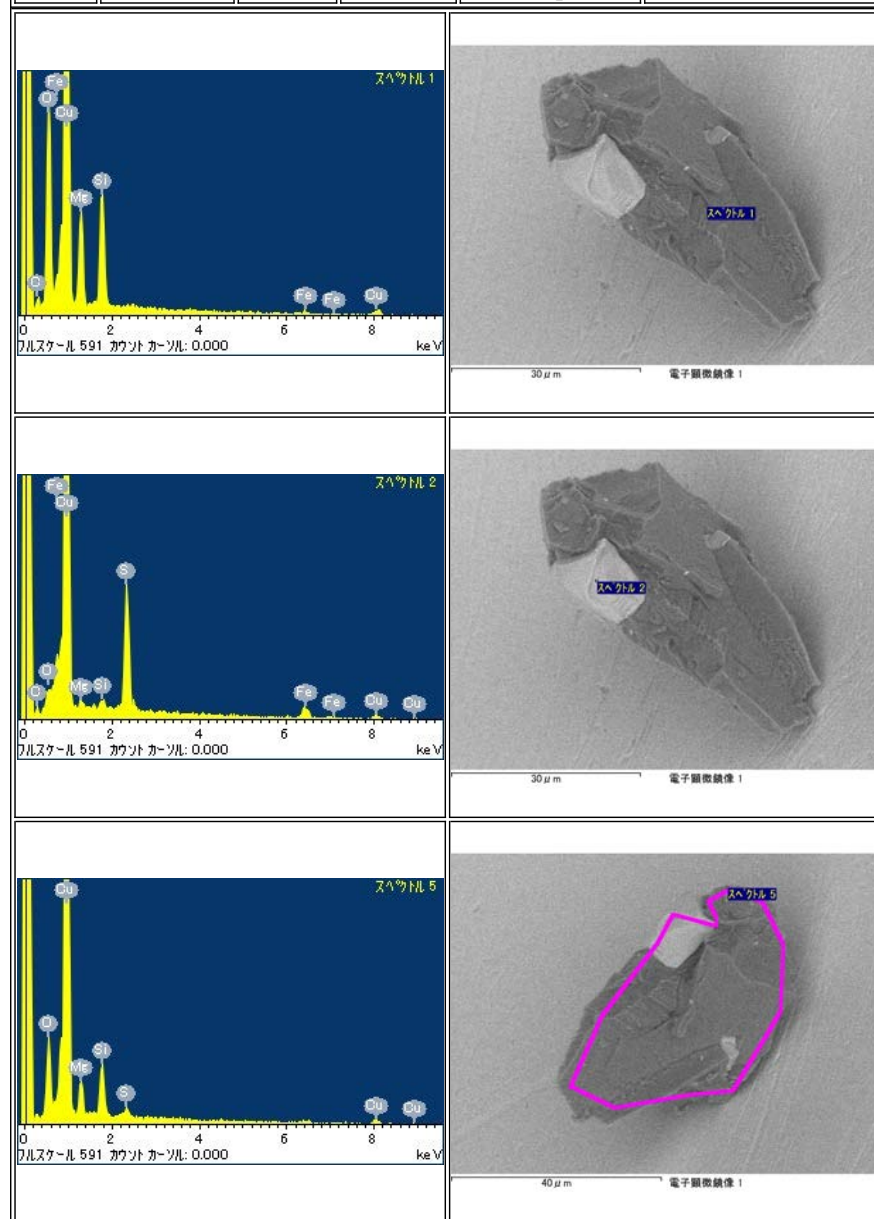 スペクトル 1
Fe
O
Cu
Si
Mg
C
Fe
Fe
Cu
0
2
4
6
8
フルスケール 591 カウント カーソル: 0.000
keV
スペクトル 1
30μm
電子顕微鏡像 1
スペクトル 2
Fe
Cu
S
O
C
Mg
Si
Fe
Fe
Cu
Cu
0
2
4
6
8
フルスケール 591 カウント カーソル: 0.000
keV
スペクトル 2
30μm
電子顕微鏡像 1
スペクトル 5
Cu
O
Si
Mg
S
Cu
Cu
0
2
4
6
8
フルスケール 591 カウント カーソル: 0.000
keV
スペクトル 5
40μm
電子顕微鏡像 1